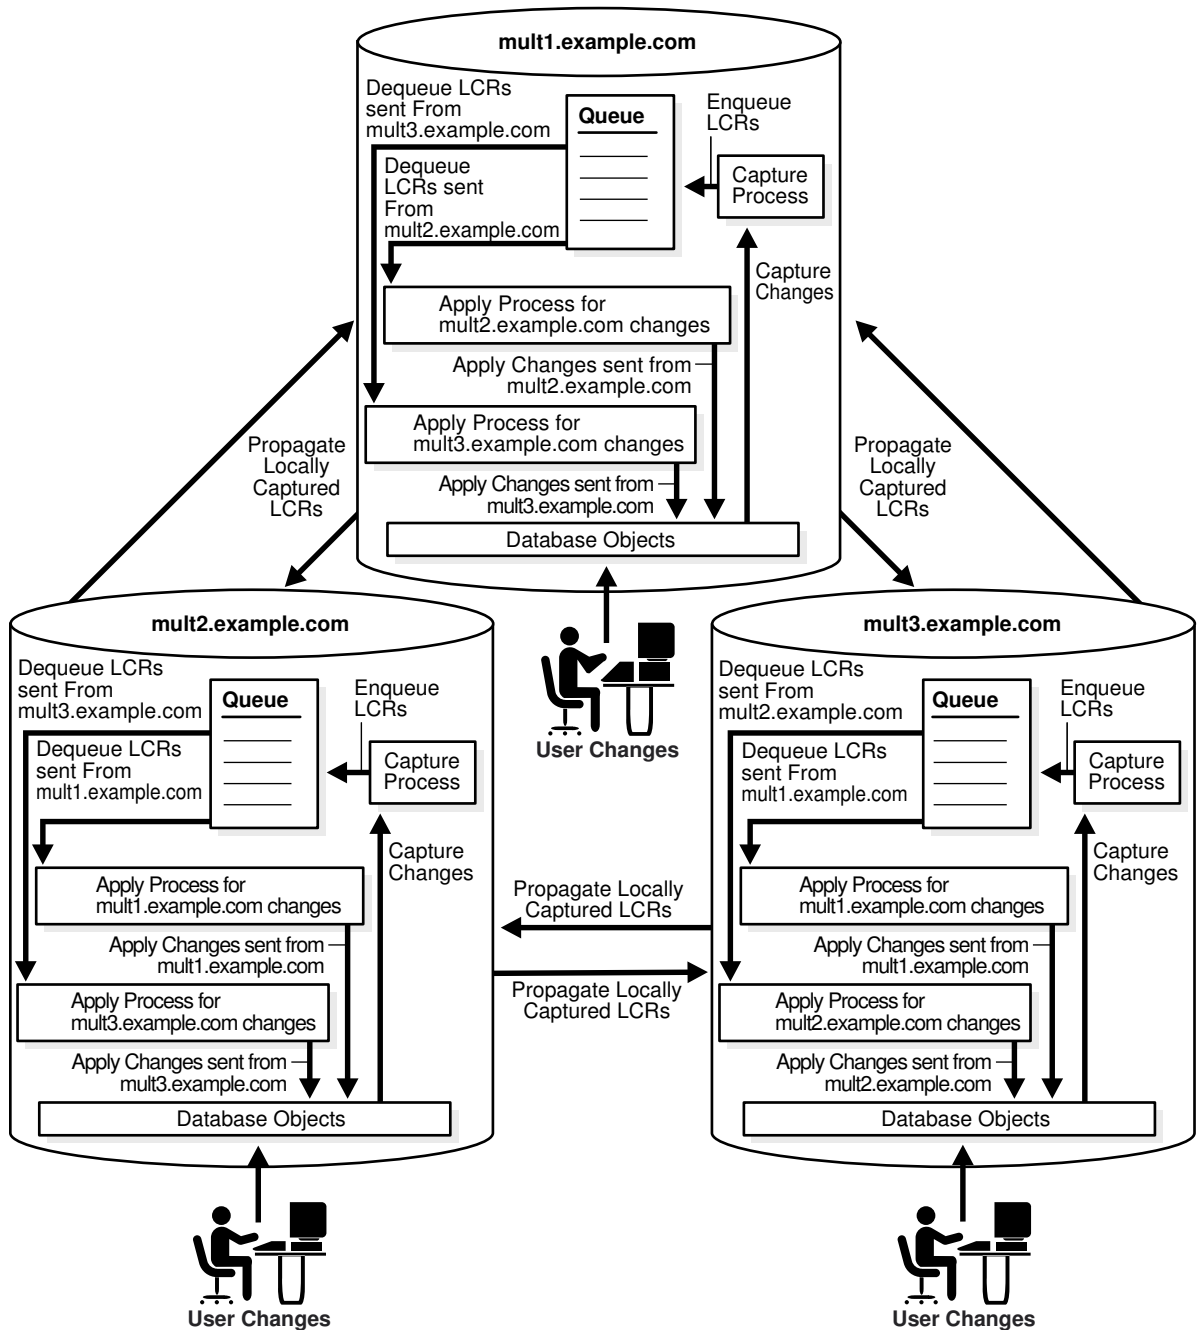 mult1.example.com
Dequeue LCRs
sent From
mult3.example.com
Queue
Enqueue
LCRs
Dequeue
LCRs sent
From
mult2.example.com
Capture
Process
Capture
Changes
Apply Process for
mult2.example.com changes
Apply Changes sent from
mult2.example.com
Apply Process for
mult3.example.com changes
Apply Changes sent from
mult3.example.com
Database Objects
Propagate
Locally
Captured
LCRs
Propagate
Locally
Captured
LCRs
User Changes
mult2.example.com
Dequeue LCRs
sent From
mult3.example.com
Queue
Enqueue
LCRs
Dequeue LCRs
sent From
mult1.example.com
Capture
Process
Capture
Changes
Apply Process for
mult1.example.com changes
Apply Changes sent from
mult1.example.com
Apply Process for
mult3.example.com changes
Apply Changes sent from
mult3.example.com
Database Objects
User Changes
Propagate Locally
Captured LCRs
Propagate Locally
Captured LCRs
mult3.example.com
Dequeue LCRs
sent From
mult2.example.com
Queue
Enqueue
LCRs
Dequeue LCRs
sent From
mult1.example.com
Capture
Process
Capture
Changes
Apply Process for
mult1.example.com changes
Apply Changes sent from
mult1.example.com
Apply Process for
mult2.example.com changes
Apply Changes sent from
mult2.example.com
Database Objects
User Changes